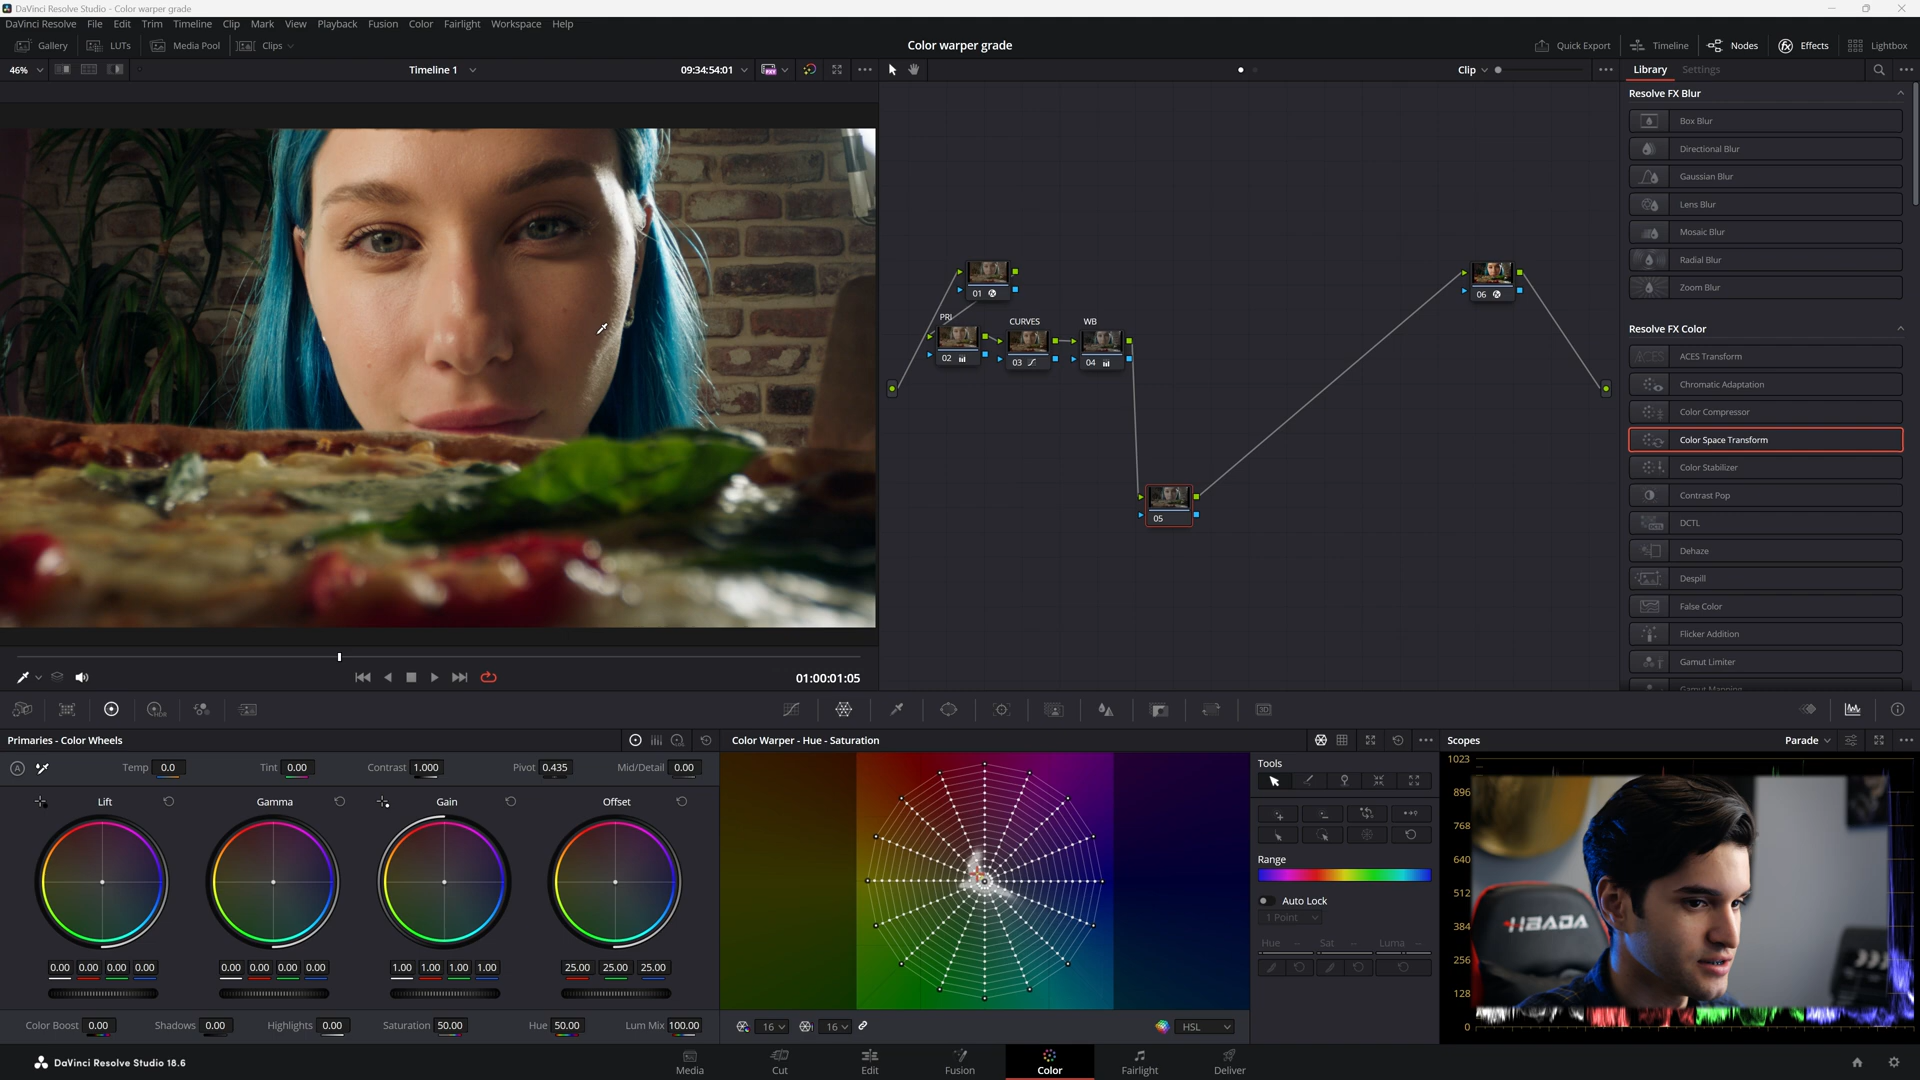 DaVinci Resolve Studio - Color warper grade
DaVinci Resolve File Edit Trim Timeline Clip Mark View Playback Fusion Color Fairlight Workspace Help
Gallery LUTs Media Pool Clips Color warper grade Quick Export Timeline Nodes Effects Lightbox
46% Timeline 1 09:34:54:01 Clip Library Settings
Resolve FX Blur
Box Blur
Directional Blur
Gaussian Blur
Lens Blur
Mosaic Blur
Radial Blur
Zoom Blur
Resolve FX Color
ACES Transform
Chromatic Adaptation
Color Compressor
Color Space Transform
Color Stabilizer
Contrast Pop
DCTL
Dehaze
Despill
False Color
Flicker Addition
Gamut Limiter
Gamut Mapping
01
06
PRI CURVES WB
02 03 04
05
01:00:01:05
Primaries - Color Wheels
Temp 0.0 Tint 0.00 Contrast 1.000 Pivot 0.435 Mid/Detail 0.00
Lift Gamma Gain Offset
0.00 0.00 0.00 0.00 0.00 0.00 0.00 0.00 1.00 1.00 1.00 1.00 25.00 25.00 25.00
Color Boost 0.00 Shadows 0.00 Highlights 0.00 Saturation 50.00 Hue 50.00 Lum Mix 100.00
Color Warper - Hue - Saturation
16 16 HSL
Tools
Range
Auto Lock
1 Point
Hue Sat Luma
Scopes Parade
1023
896
768
640
512
384
256
128
0
HBADA
DaVinci Resolve Studio 18.6
Media Cut Edit Fusion Color Fairlight Deliver